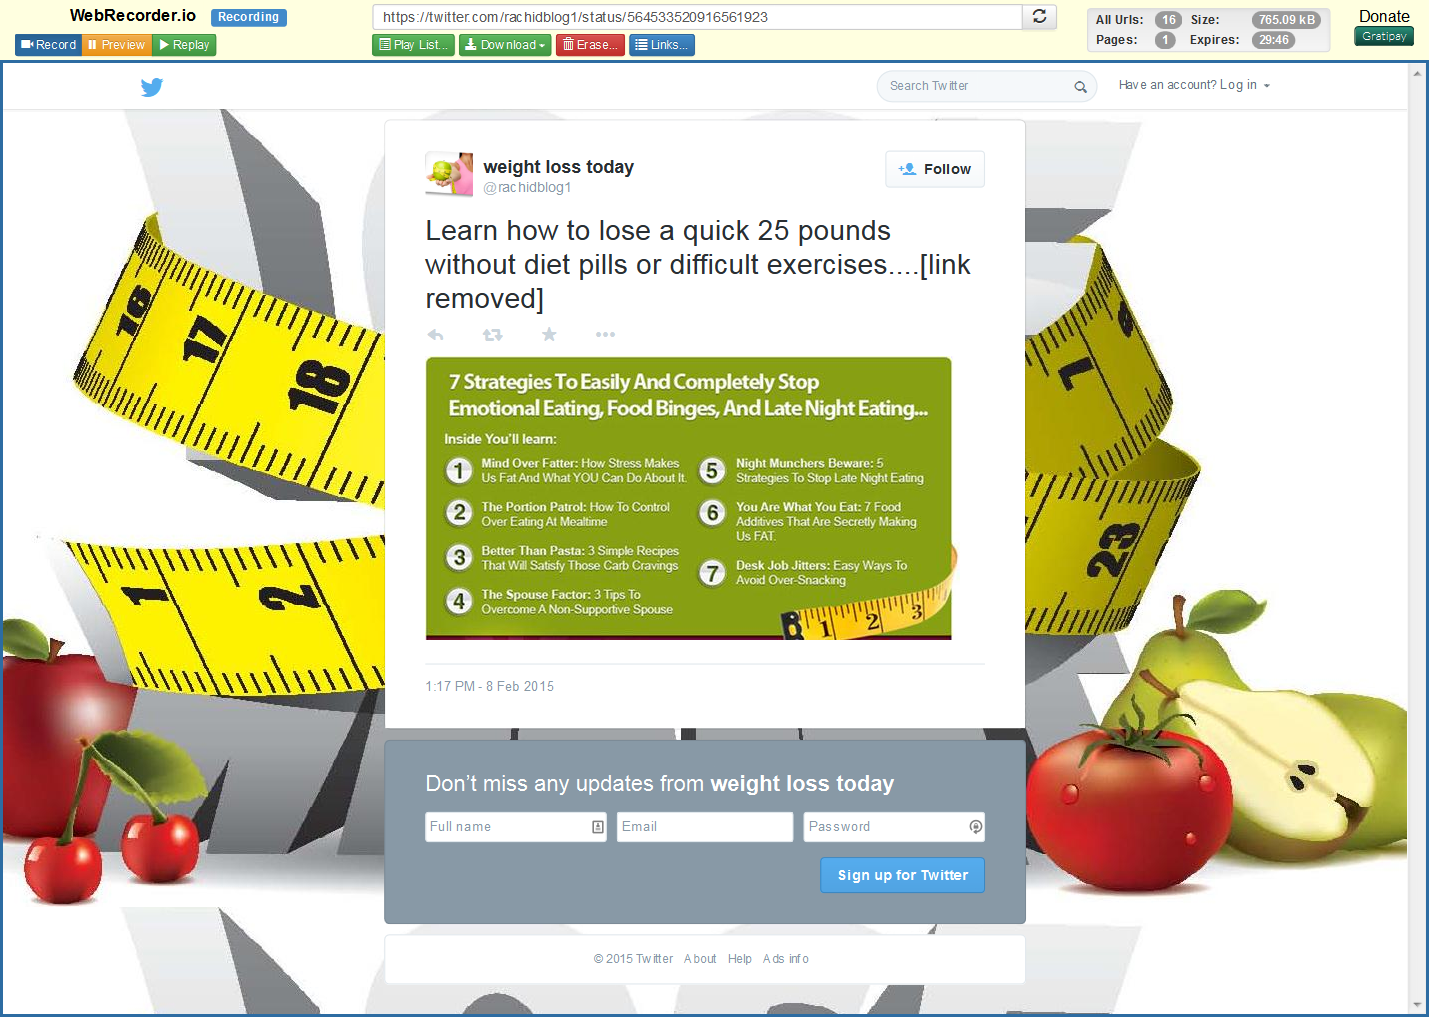 WebRecorder.io Recording
https://twitter.com/rachidblog1/status/564533520916561923
All Urls: 16 Size: 765.09 kB
Pages: 1 Expires: 29:46
Donate
Gratipay
Record Preview Replay
Play List... Download Erase... Links...
Search Twitter
Have an account? Log in
weight loss today
@rachidblog1
Follow
Learn how to lose a quick 25 pounds
without diet pills or difficult exercises....[link
removed]
7 Strategies To Easily And Completely Stop
Emotional Eating, Food Binges, And Late Night Eating...
Inside You'll learn:
1 Mind Over Fatter: How Stress Makes
Us Fat And What YOU Can Do About It.
2 The Portion Patrol: How To Control
Over Eating At Mealtime
3 Better Than Pasta: 3 Simple Recipes
That Will Satisfy Those Carb Cravings
4 The Spouse Factor: 3 Tips To
Overcome A Non-Supportive Spouse
5 Night Munchers Beware: 5
Strategies To Stop Late Night Eating
6 You Are What You Eat: 7 Food
Additives That Are Secretly Making
Us FAT.
7 Desk Job Jitters: Easy Ways To
Avoid Over-Snacking
1 2 3
16 17 18
1 2
1
23
1:17 PM - 8 Feb 2015
Don't miss any updates from weight loss today
Full name Email Password
Sign up for Twitter
© 2015 Twitter About Help Ads info